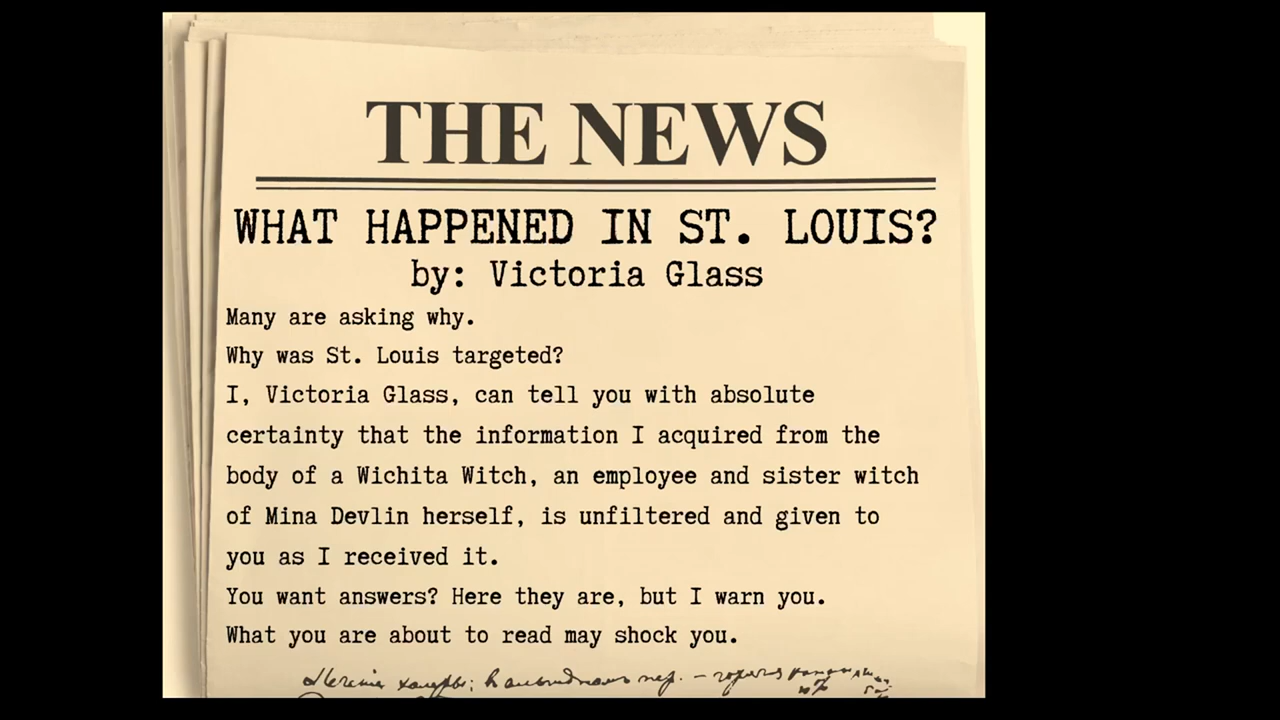 THE NEWS
WHAT HAPPENED IN ST. LOUIS?
by: Victoria Glass
Many are asking why.
Why was St. Louis targeted?
I, Victoria Glass, can tell you with absolute
certainty that the information I acquired from the
body of a Wichita Witch, an employee and sister witch
of Mina Devlin herself, is unfiltered and given to
you as I received it.
You want answers? Here they are, but I warn you.
What you are about to read may shock you.